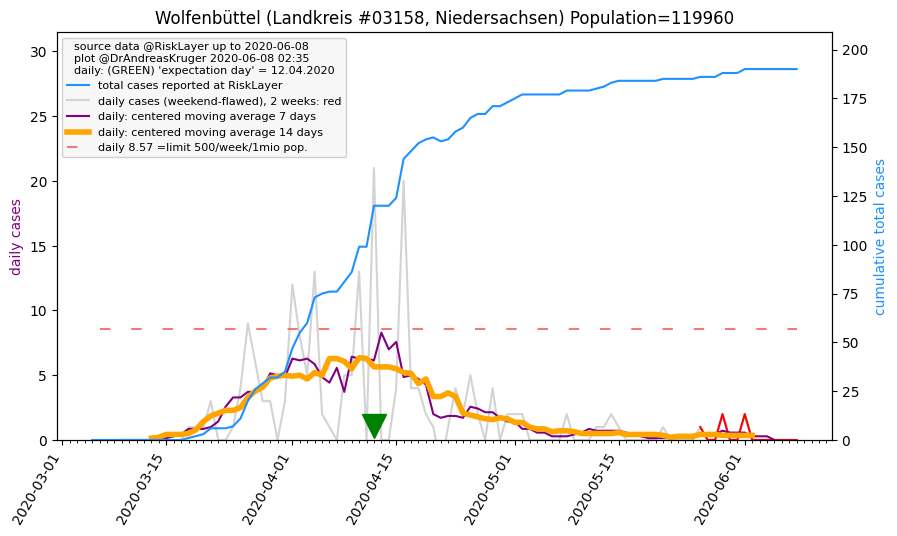 Wolfenbüttel (Landkreis #03158, Niedersachsen) Population=119960
source data @RiskLayer up to 2020-06-08
plot @DrAndreasKruger 2020-06-08 02:35
daily: (GREEN) 'expectation day' = 12.04.2020
total cases reported at RiskLayer
daily cases (weekend-flawed), 2 weeks: red
daily: centered moving average 7 days
daily: centered moving average 14 days
daily 8.57 =limit 500/week/1mio pop.
daily cases
30
25
20
15
10
5
0
cumulative total cases
200
175
150
125
100
75
50
25
0
2020-03-01
2020-03-15
2020-04-01
2020-04-15
2020-05-01
2020-05-15
2020-06-01